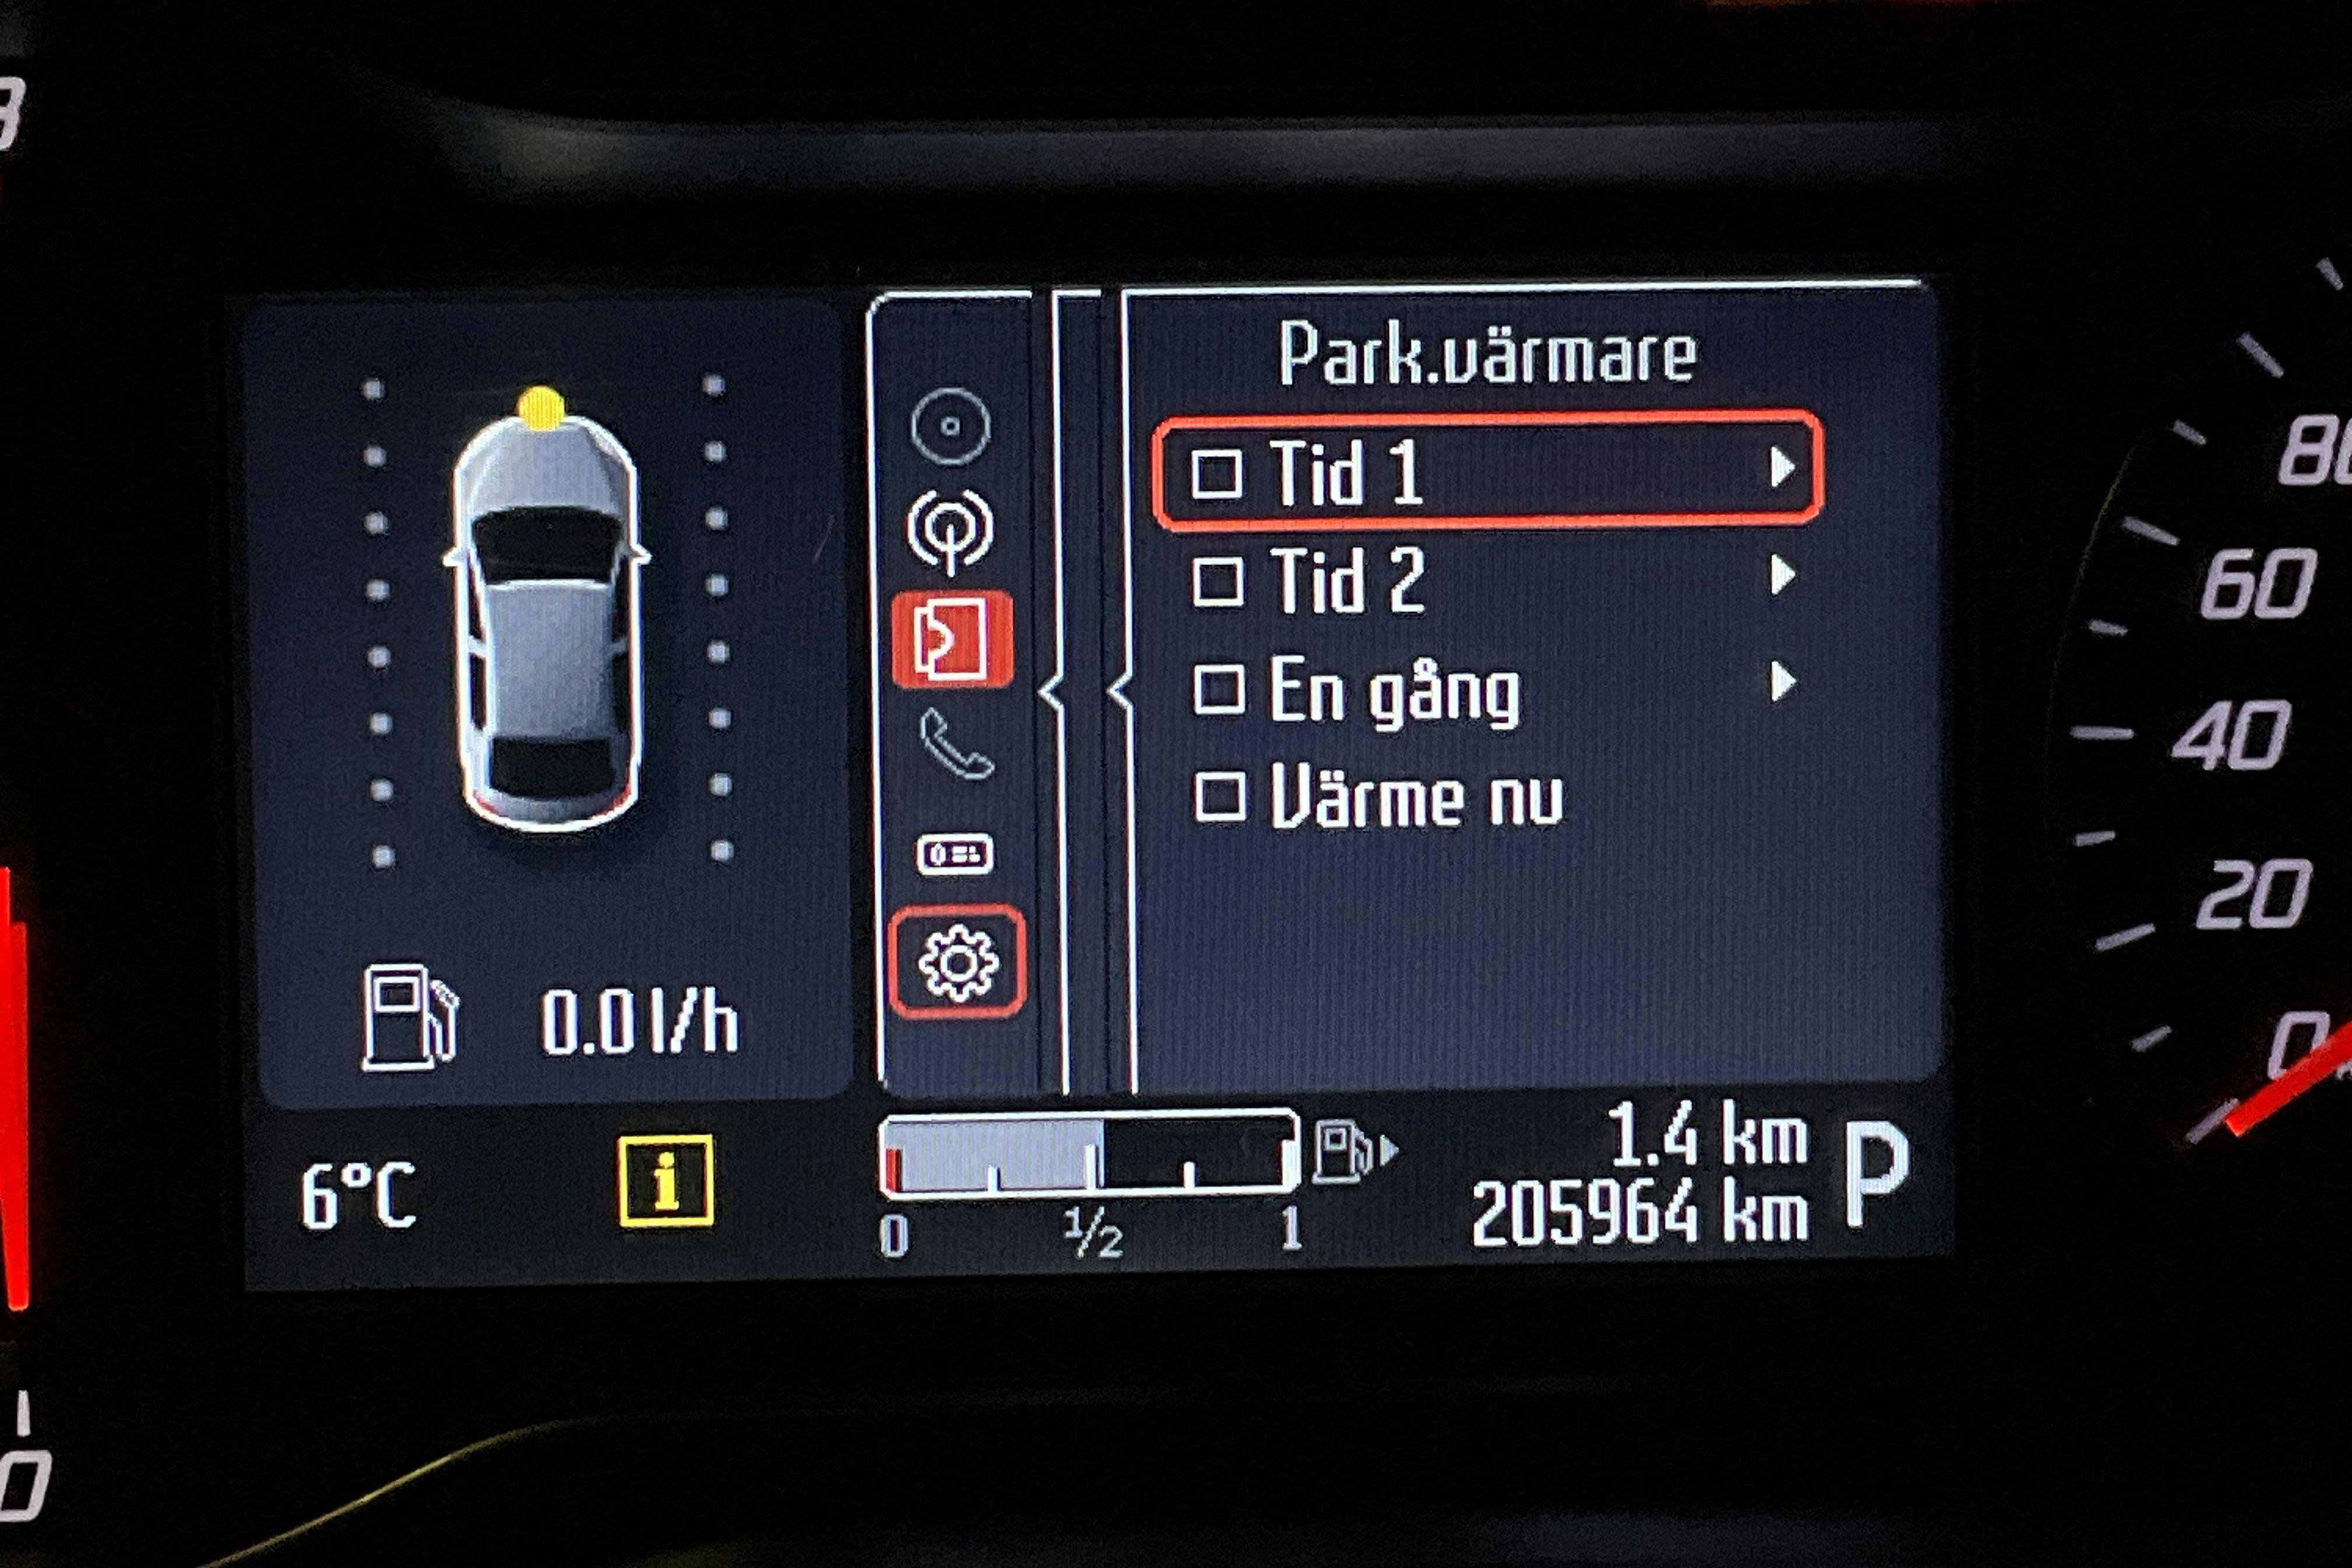 Park.värmare
Tid 1
Tid 2
En gång
Värme nu
0.0 l/h
6°C
i
0
1/2
1
1.4 km
205964 km
P
60
40
20
0